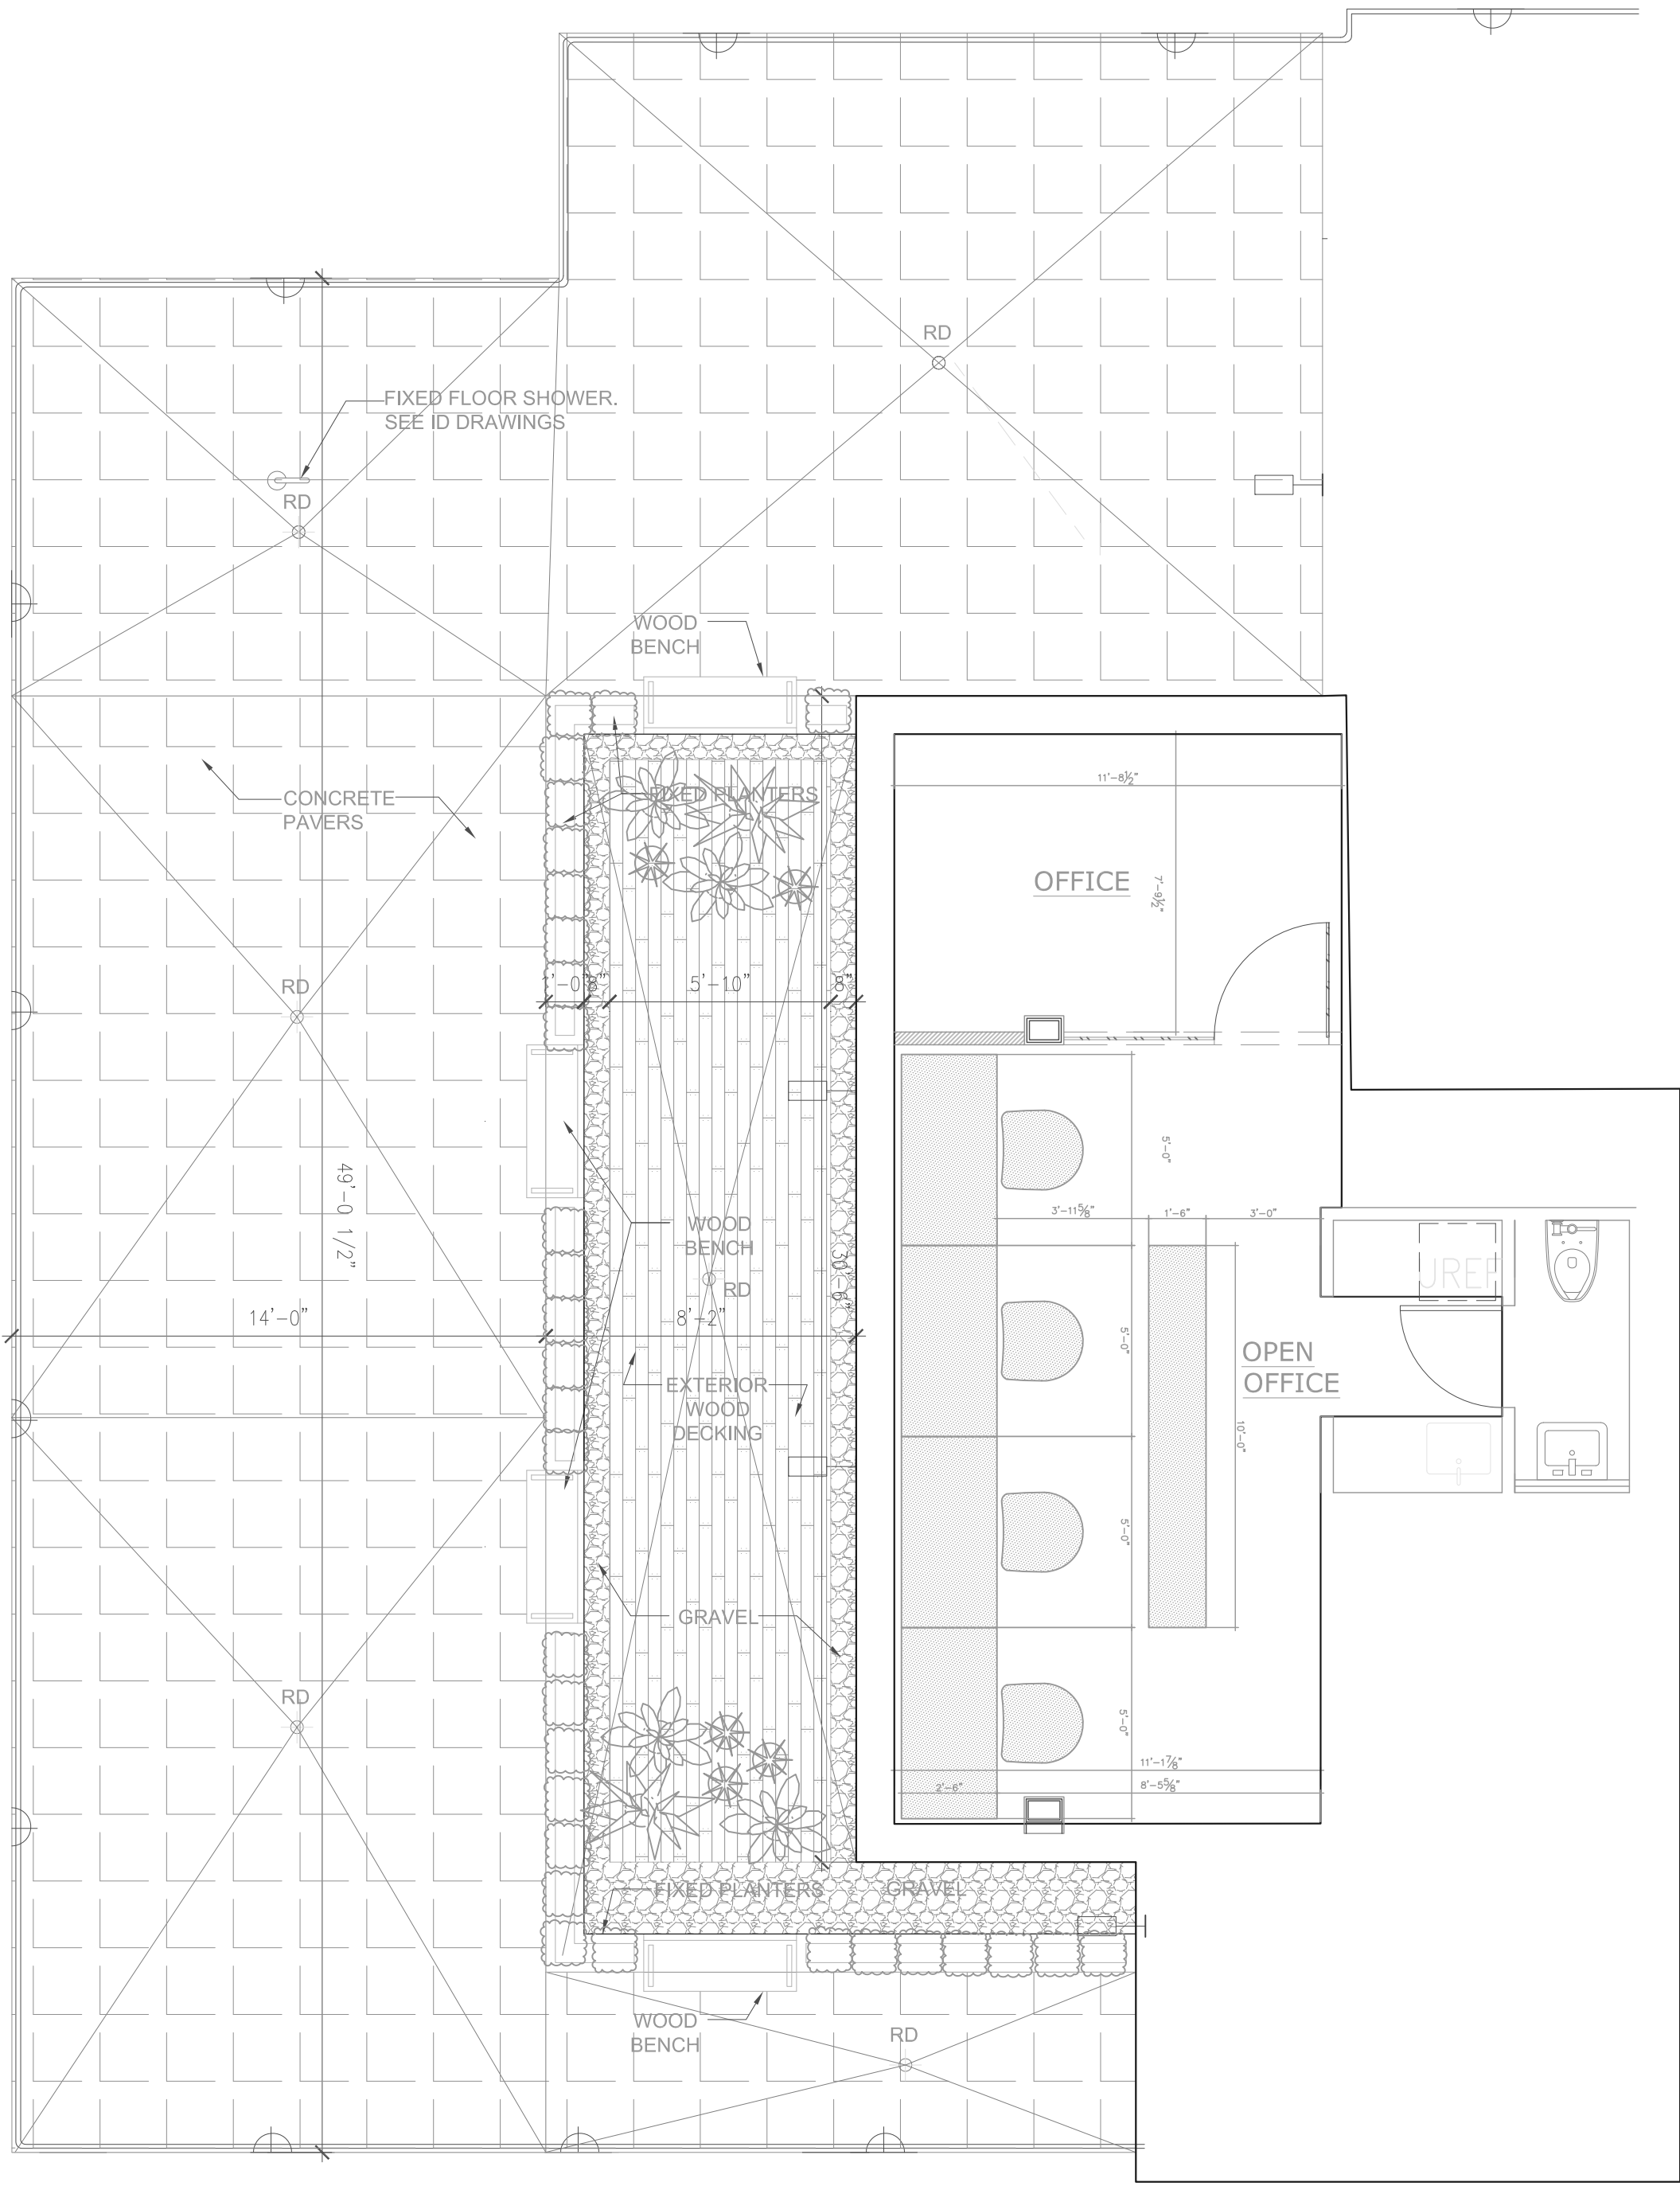 RD
FIXED FLOOR SHOWER.
SEE ID DRAWINGS
RD
WOOD
BENCH
11'-8½"
CONCRETE
PAVERS
FIXED PLANTERS
OFFICE
7'-9½"
RD
1'-0"
8"
5'-10"
8"
49'-0 1/2"
5'-0"
3'-11⅝"
1'-6"
3'-0"
WOOD
BENCH
RD
30'-6"
UREF
14'-0"
8'-2"
5'-0"
OPEN
OFFICE
EXTERIOR
WOOD
DECKING
10'-0"
5'-0"
GRAVEL
RD
5'-0"
11'-1⅞"
2'-6"
8'-5⅝"
FIXED PLANTERS
GRAVEL
WOOD
BENCH
RD